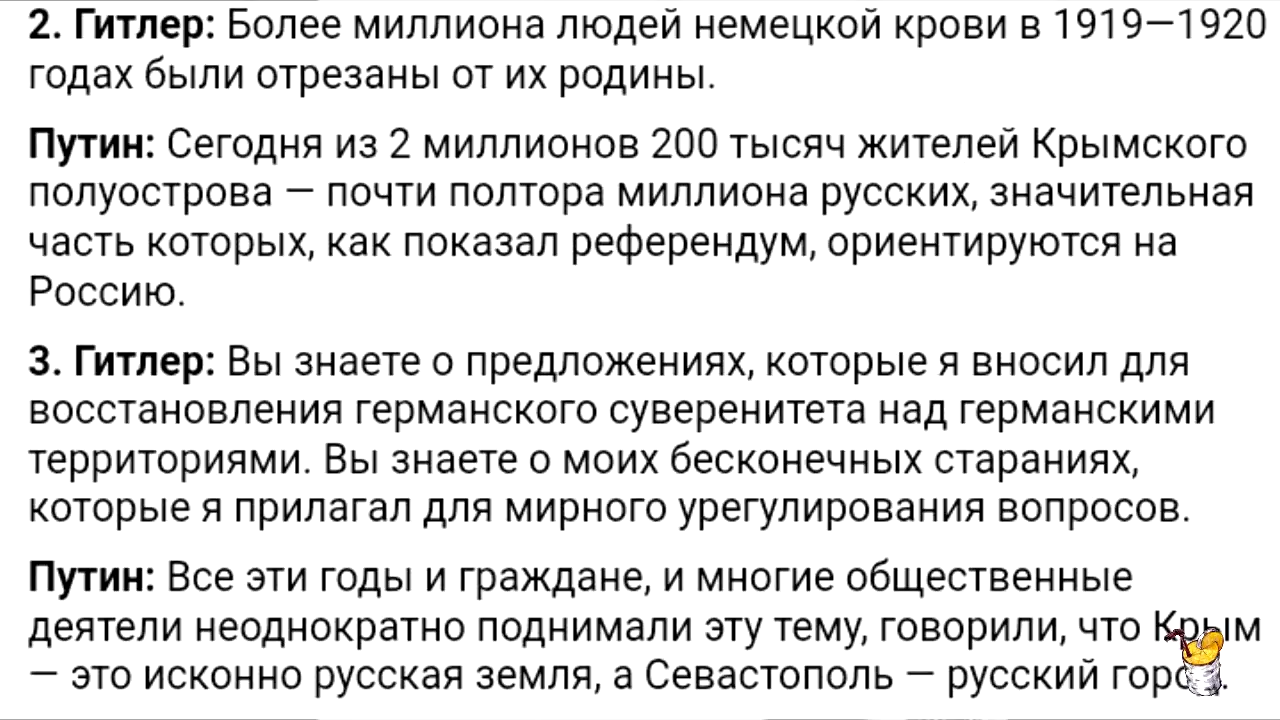 2. Гитлер: Более миллиона людей немецкой крови в 1919—1920
годах были отрезаны от их родины.
Путин: Сегодня из 2 миллионов 200 тысяч жителей Крымского
полуострова — почти полтора миллиона русских, значительная
часть которых, как показал референдум, ориентируются на
Россию.
3. Гитлер: Вы знаете о предложениях, которые я вносил для
восстановления германского суверенитета над германскими
территориями. Вы знаете о моих бесконечных стараниях,
которые я прилагал для мирного урегулирования вопросов.
Путин: Все эти годы и граждане, и многие общественные
деятели неоднократно поднимали эту тему, говорили, что Крым
— это исконно русская земля, а Севастополь — русский город.